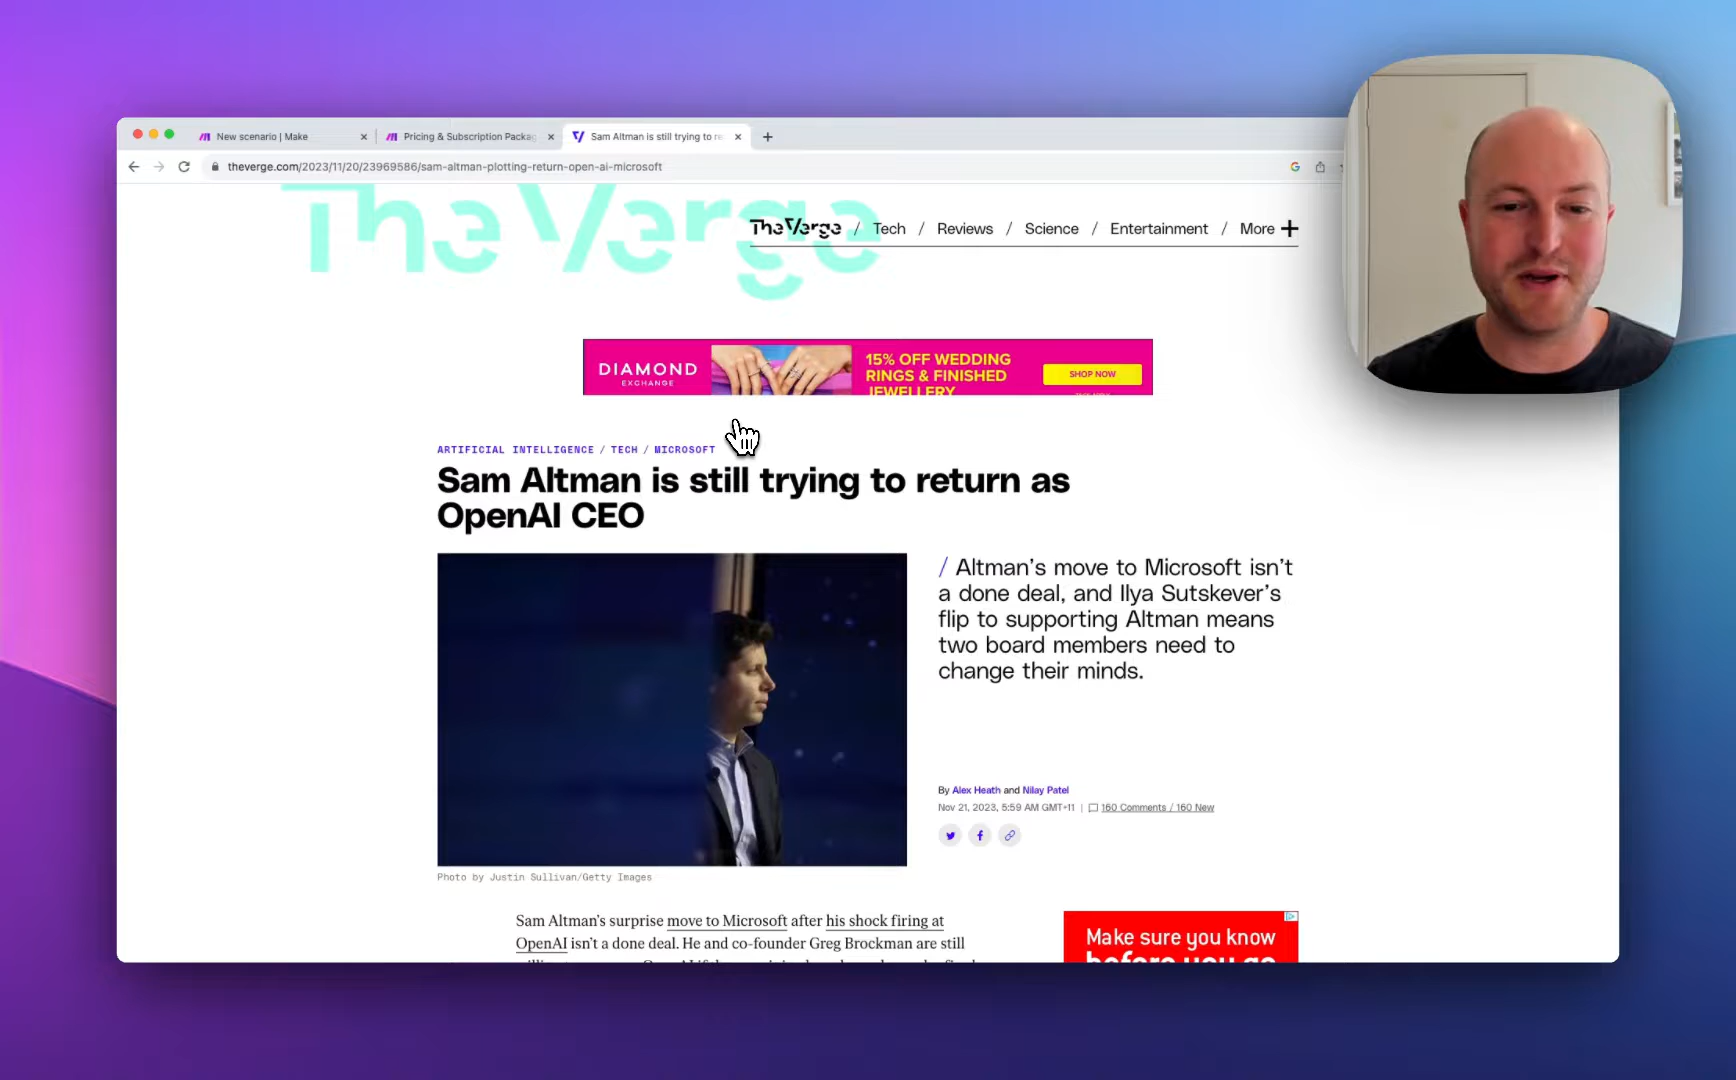 New scenario | Make
Pricing & Subscription Packag
Sam Altman is still trying to re
theverge.com/2023/11/20/23969586/sam-altman-plotting-return-open-ai-microsoft
The Verge
The Verge / Tech / Reviews / Science / Entertainment / More +
DIAMOND
EXCHANGE
15% OFF WEDDING
RINGS & FINISHED
JEWELLERY
SHOP NOW
ARTIFICIAL INTELLIGENCE / TECH / MICROSOFT
Sam Altman is still trying to return as
OpenAI CEO
/ Altman’s move to Microsoft isn’t
a done deal, and Ilya Sutskever’s
flip to supporting Altman means
two board members need to
change their minds.
By Alex Heath and Nilay Patel
Nov 21, 2023, 5:59 AM GMT+11 | 160 Comments / 160 New
Photo by Justin Sullivan/Getty Images
Sam Altman’s surprise move to Microsoft after his shock firing at
OpenAI isn’t a done deal. He and co-founder Greg Brockman are still
Make sure you know
before you go